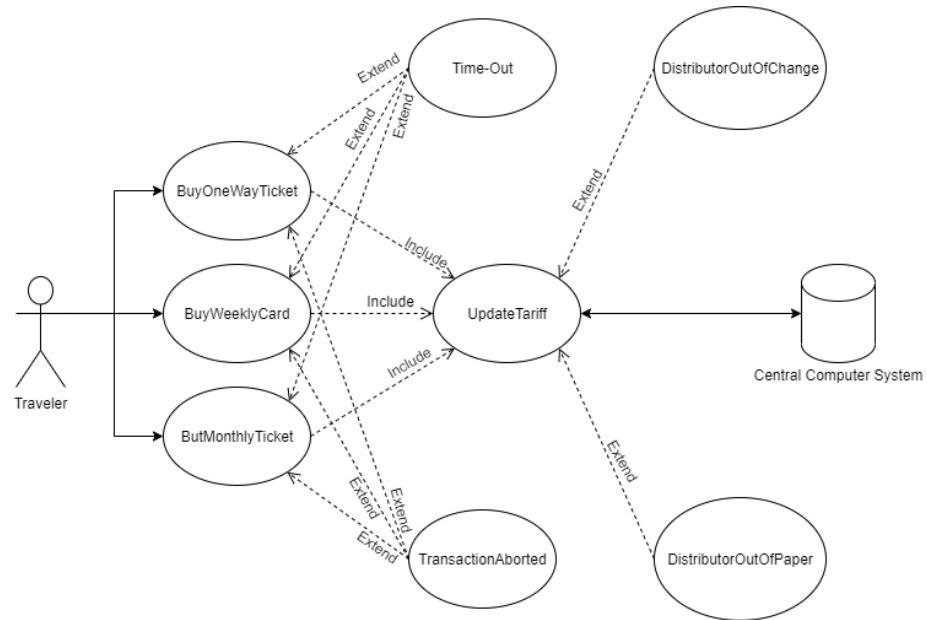 Time-Out
DistributorOutOfChange
Extend
Extend
Extend
Extend
BuyOneWayTicket
Include
BuyWeeklyCard
Include
UpdateTariff
Include
Central Computer System
Traveler
ButMonthlyTicket
Extend
Extend
Extend
Extend
TransactionAborted
DistributorOutOfPaper